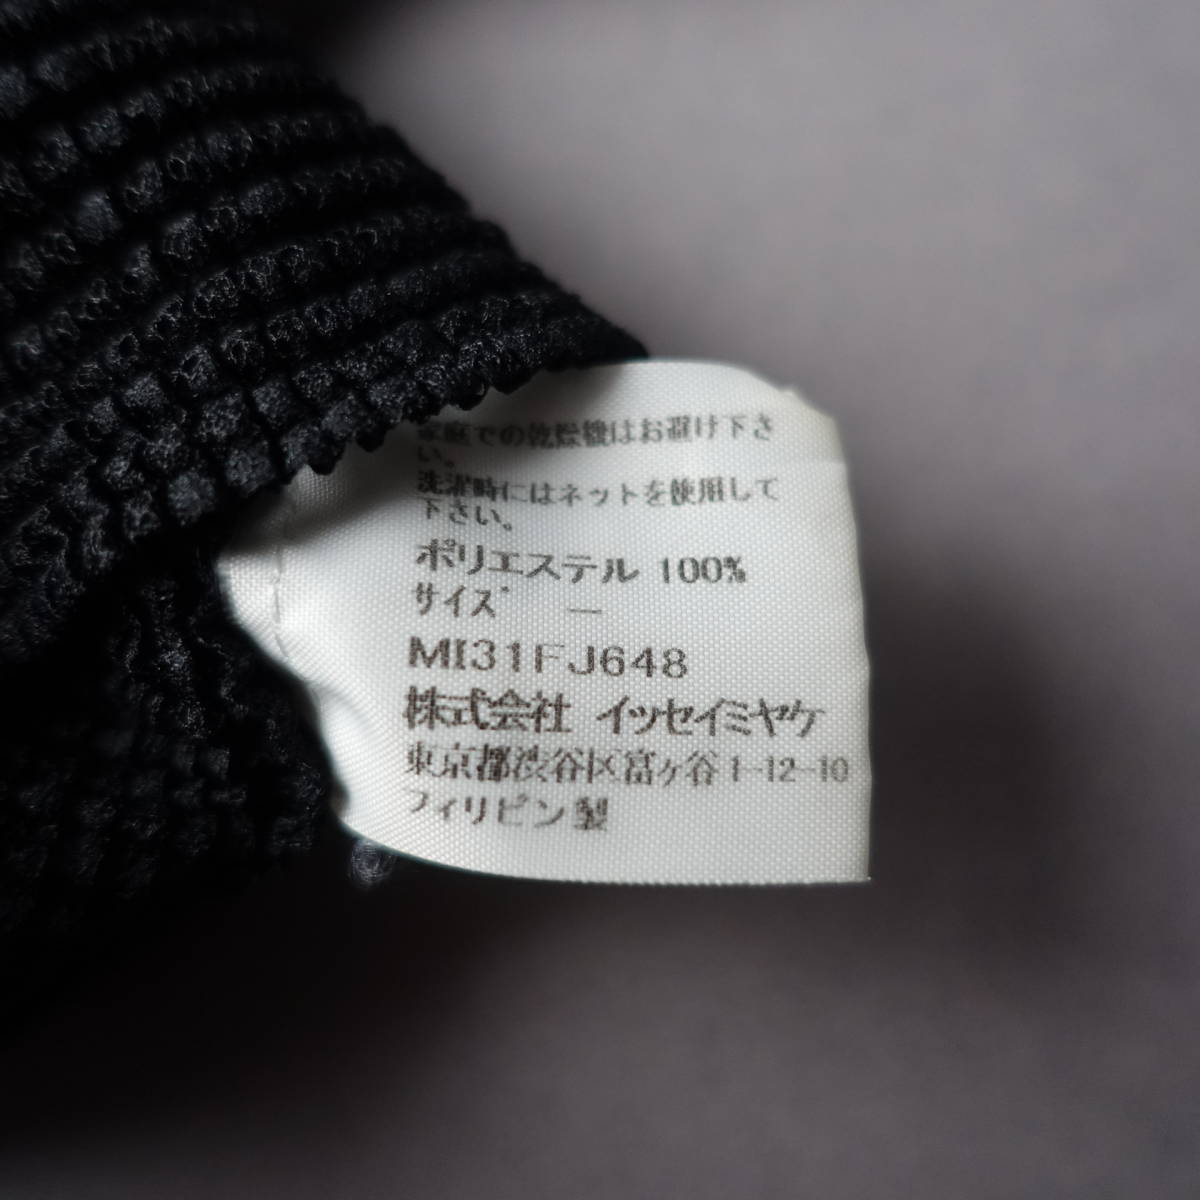 家庭での乾燥機はお避け下さ
い。
洗濯時にはネットを使用して
下さい。
ポリエステル 100%
サイズ −
MI31FJ648
株式会社 イッセイミヤケ
東京都渋谷区富ヶ谷1-12-10
フィリピン製